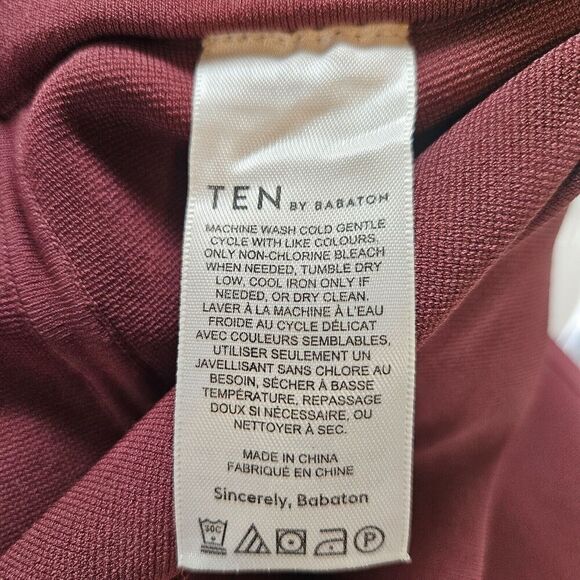 TEN BY BABATON
MACHINE WASH COLD GENTLE
CYCLE WITH LIKE COLOURS,
ONLY NON-CHLORINE BLEACH
WHEN NEEDED, TUMBLE DRY
LOW, COOL IRON ONLY IF
NEEDED, OR DRY CLEAN.
LAVER À LA MACHINE À L'EAU
FROIDE AU CYCLE DÉLICAT
AVEC COULEURS SEMBLABLES,
UTILISER SEULEMENT UN
JAVELLISANT SANS CHLORE AU
BESOIN, SÉCHER À BASSE
TEMPÉRATURE, REPASSAGE
DOUX SI NÉCESSAIRE, OU
NETTOYER À SEC.
MADE IN CHINA
FABRIQUÉ EN CHINE
Sincerely, Babaton
30C P